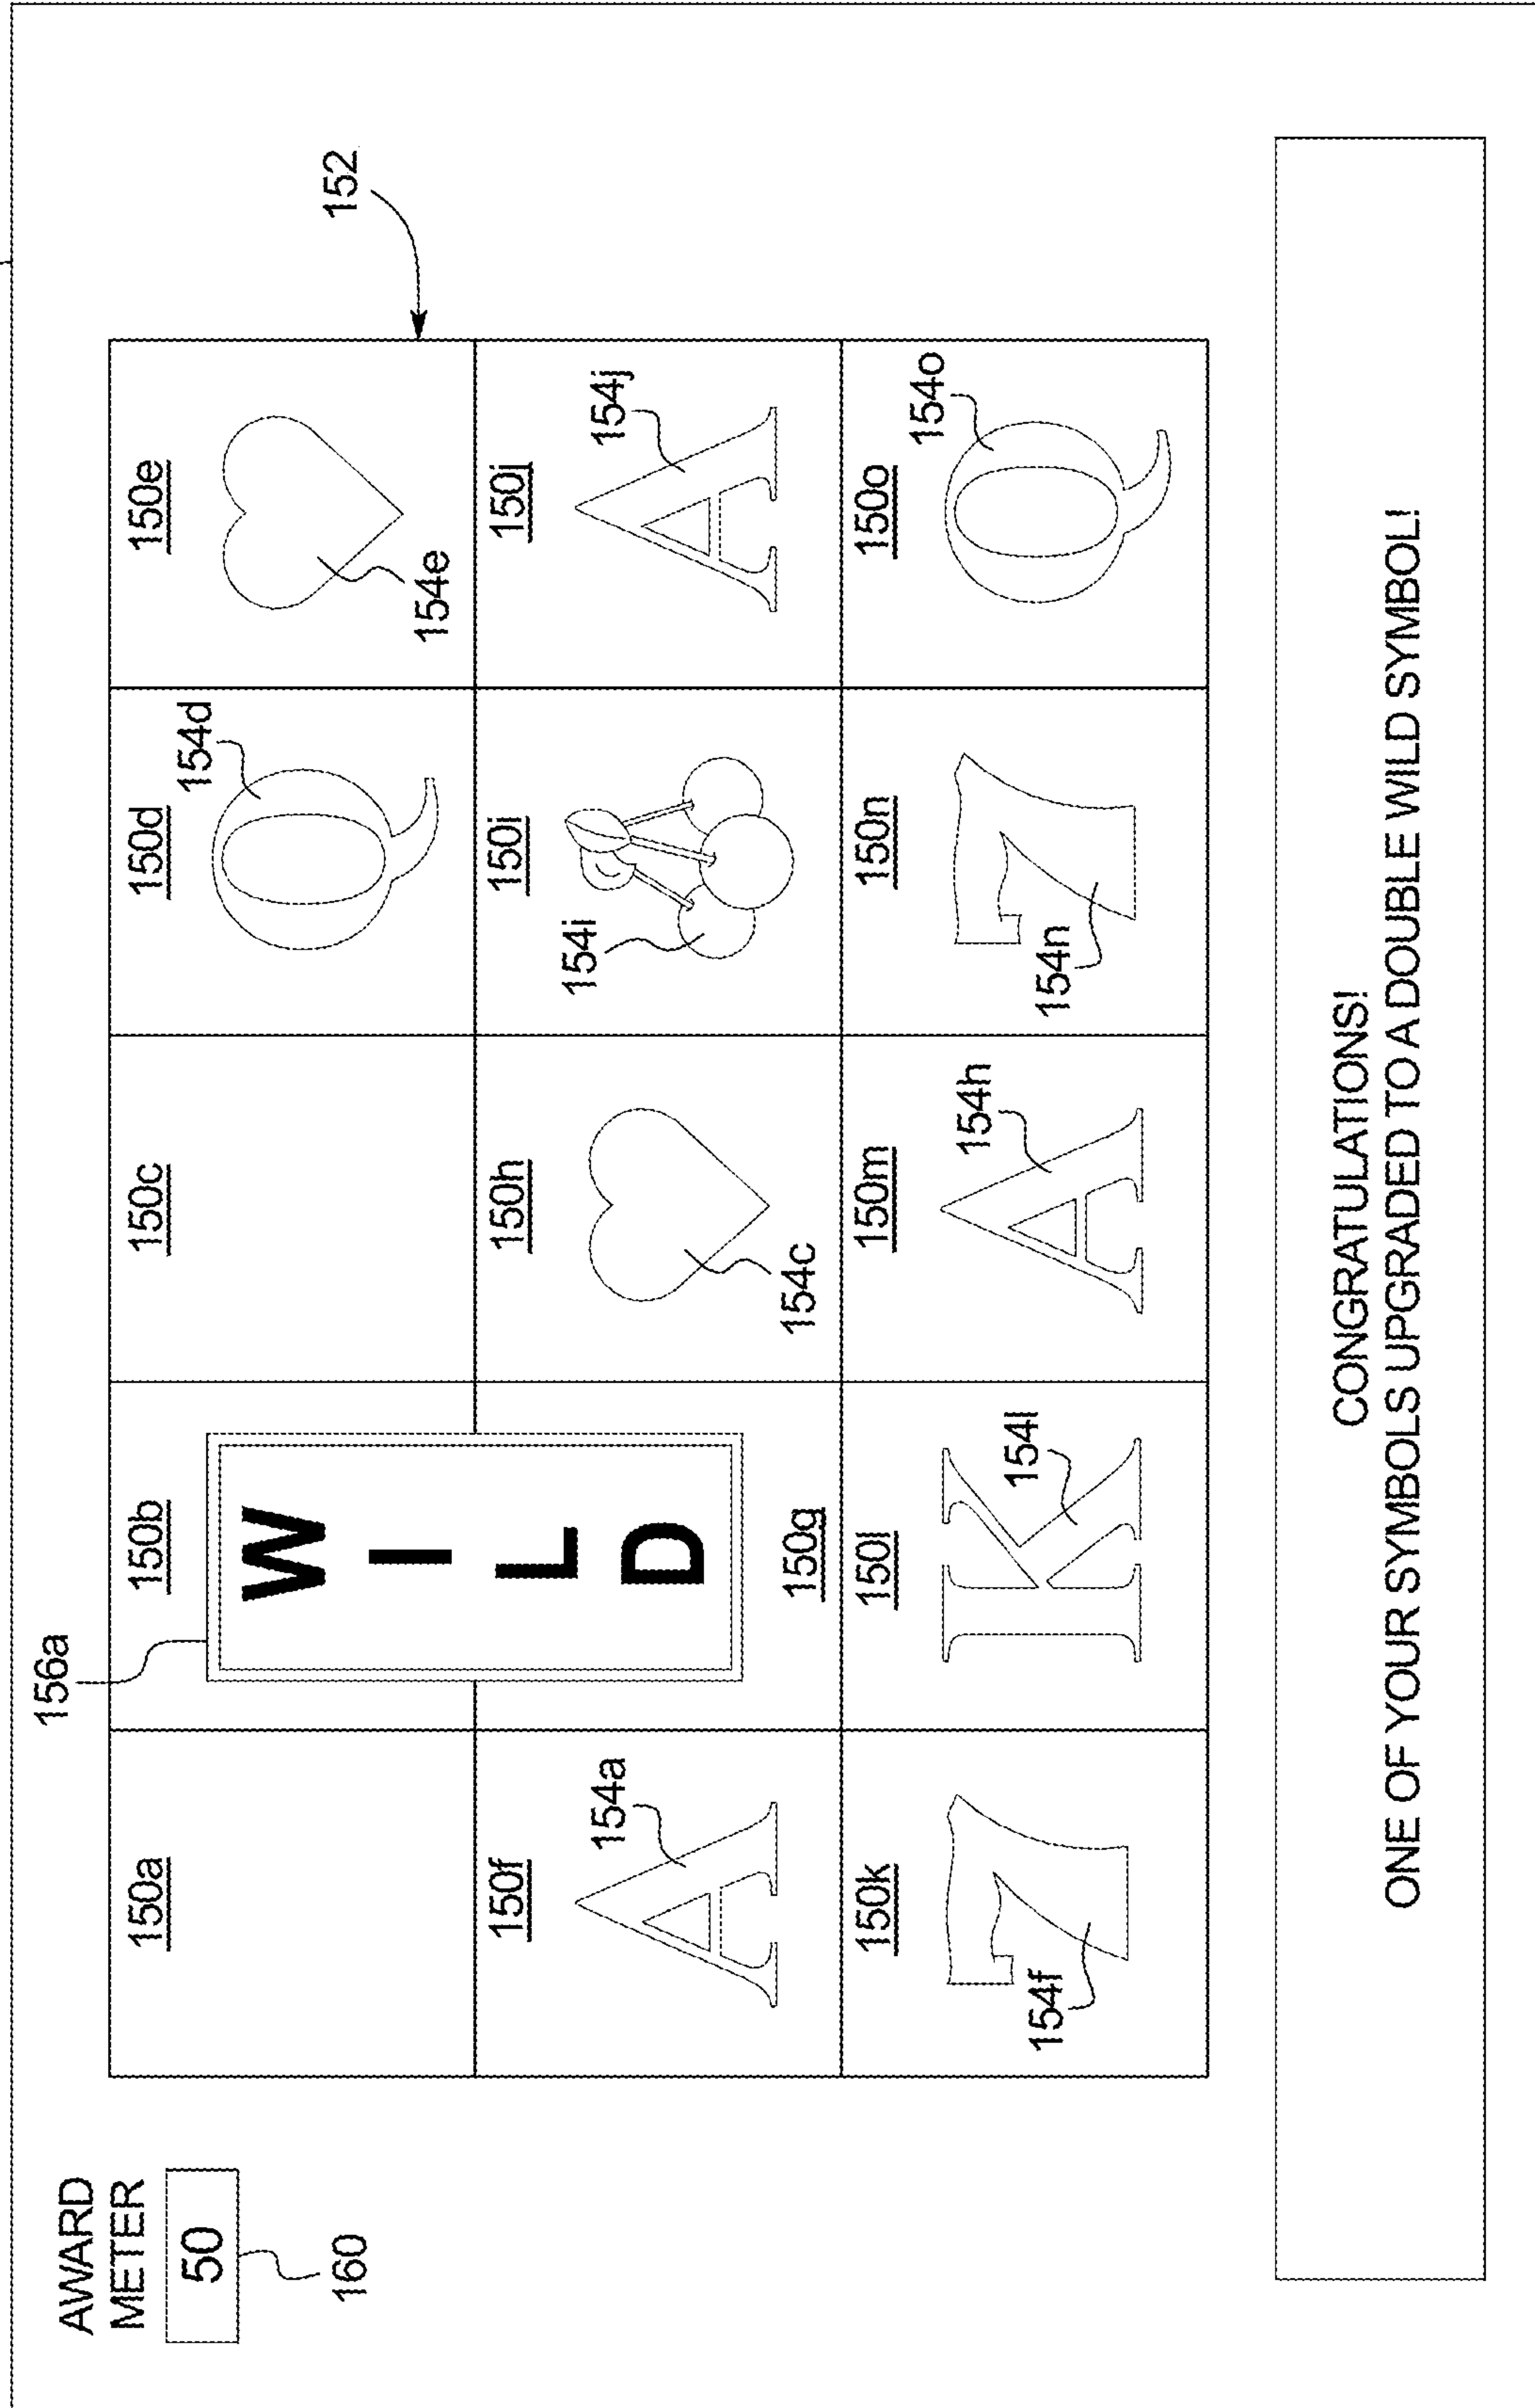 AWARD
METER
50
160
156a
152
150a
150b
150c
150d
150e
154d
154e
W
I
L
D
150f
150g
150h
150i
150j
154a
154c
154i
154j
150k
150l
150m
150n
150o
154f
154l
154h
154n
154o
CONGRATULATIONS!
ONE OF YOUR SYMBOLS UPGRADED TO A DOUBLE WILD SYMBOL!
Q
A
A
7
K
A
7
Q